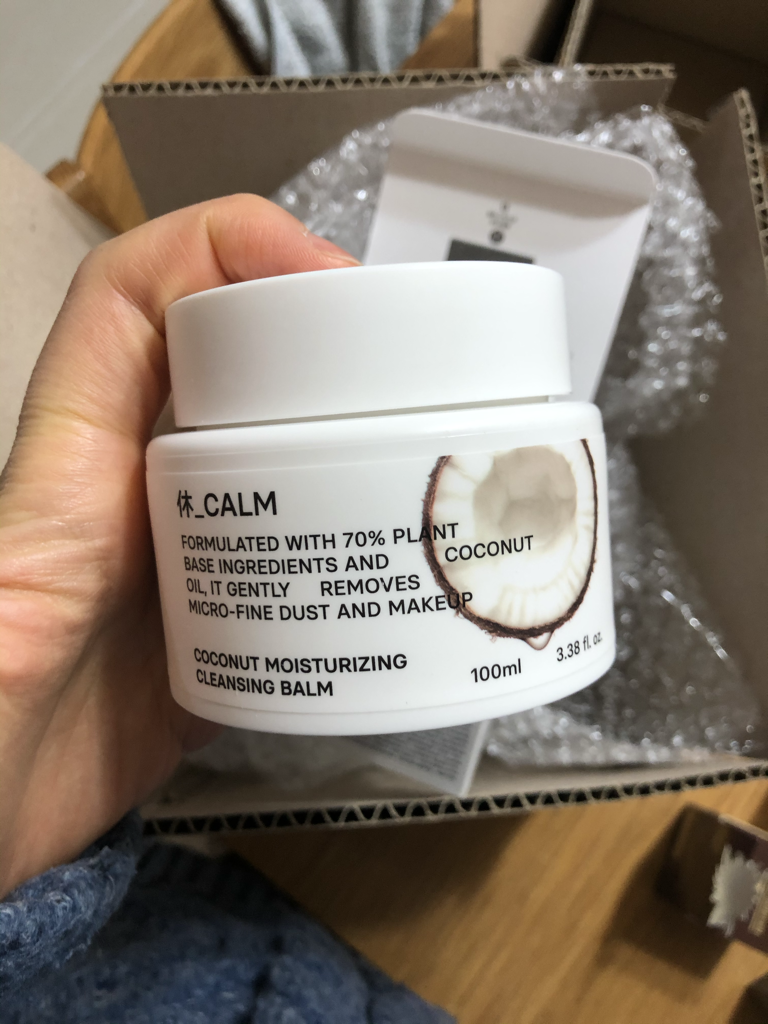 休_CALM
FORMULATED WITH 70% PLANT
BASE INGREDIENTS AND
COCONUT
OIL, IT GENTLY REMOVES
MICRO-FINE DUST AND MAKEUP
COCONUT MOISTURIZING
CLEANSING BALM
100ml
3.38 fl. oz.